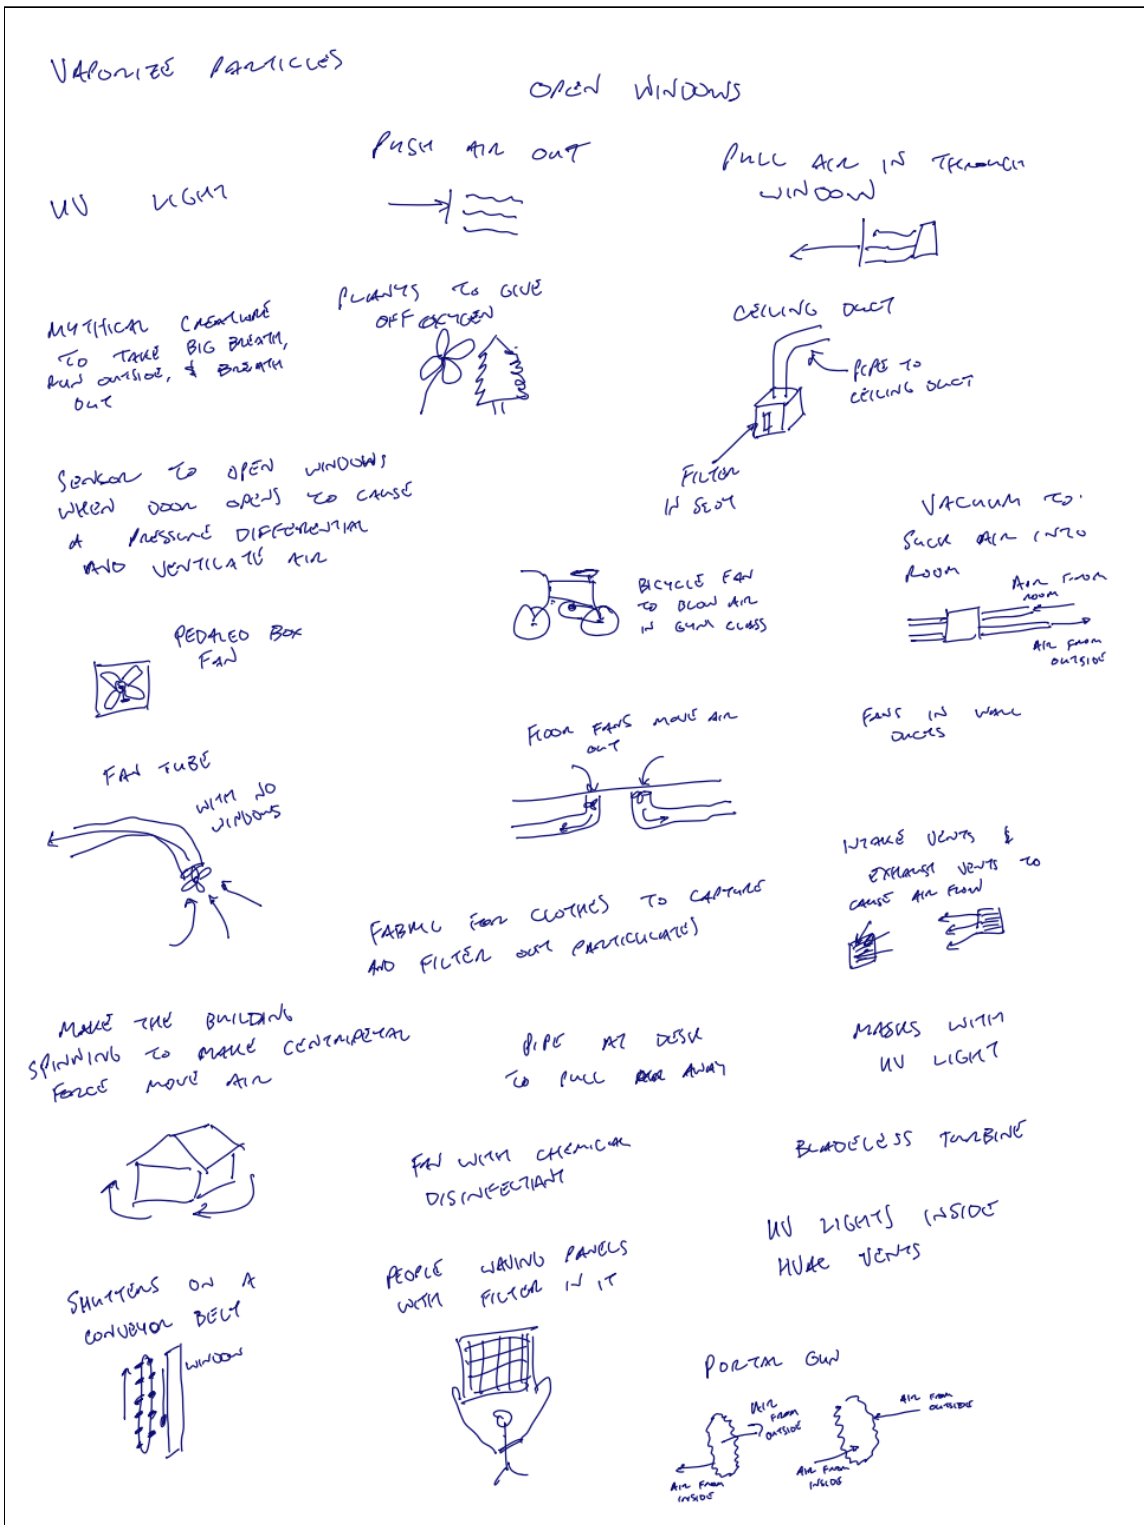 VAPORIZE PARTICLES
OPEN WINDOWS
PUSH AIR OUT
PULL AIR IN THROUGH
WINDOW
UV LIGHT
MYTHICAL CREATURE
TO TAKE BIG BREATH,
RUN OUTSIDE, & BREATH
OUT
PLANTS TO GIVE
OFF OXYGEN
CEILING DUCT
PIPE TO
CEILING DUCT
FILTER
IN SLOT
SENSOR TO OPEN WINDOWS
WHEN DOOR OPENS TO CAUSE
A PRESSURE DIFFERENTIAL
AND VENTILATE AIR
VACUUM TO
SUCK AIR INTO
ROOM
AIR FROM
ROOM
AIR FROM
OUTSIDE
BICYCLE FAN
TO BLOW AIR
IN GYM CLASS
PEDALED BOX
FAN
FLOOR FANS MOVE AIR
OUT
FANS IN WALL
DUCTS
FAN TUBE
WITH NO
WINDOWS
INTAKE VENTS &
EXHAUST VENTS TO
CAUSE AIR FLOW
FABRIC FOR CLOTHES TO CAPTURE
AND FILTER OUT PARTICULATES
MAKE THE BUILDING
SPINNING TO MAKE CENTRIPETAL
FORCE MOVE AIR
PIPE AT DESK
TO PULL AIR AWAY
MASKS WITH
UV LIGHT
FAN WITH CHEMICAL
DISINFECTIANT
BLADELESS TURBINE
UV LIGHTS INSIDE
HVAC VENTS
SHUTTERS ON A
CONVEYOR BELT
WINDOW
PEOPLE WAVING PANELS
WITH FILTER IN IT
PORTAL GUN
AIR
FROM
OUTSIDE
AIR FROM
INSIDE
AIR FROM
OUTSIDE
AIR FROM
INSIDE